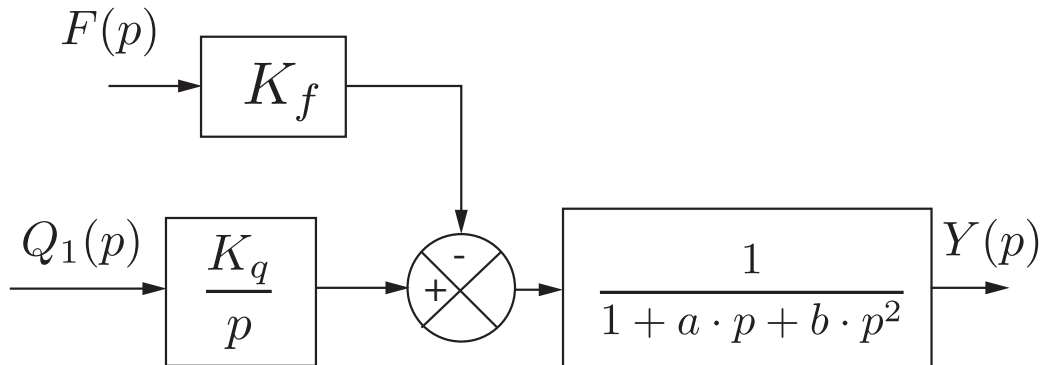 F(p)
K_f
Q_1(p)
K_q
p
-
+
1
1 + a · p + b · p^2
Y(p)